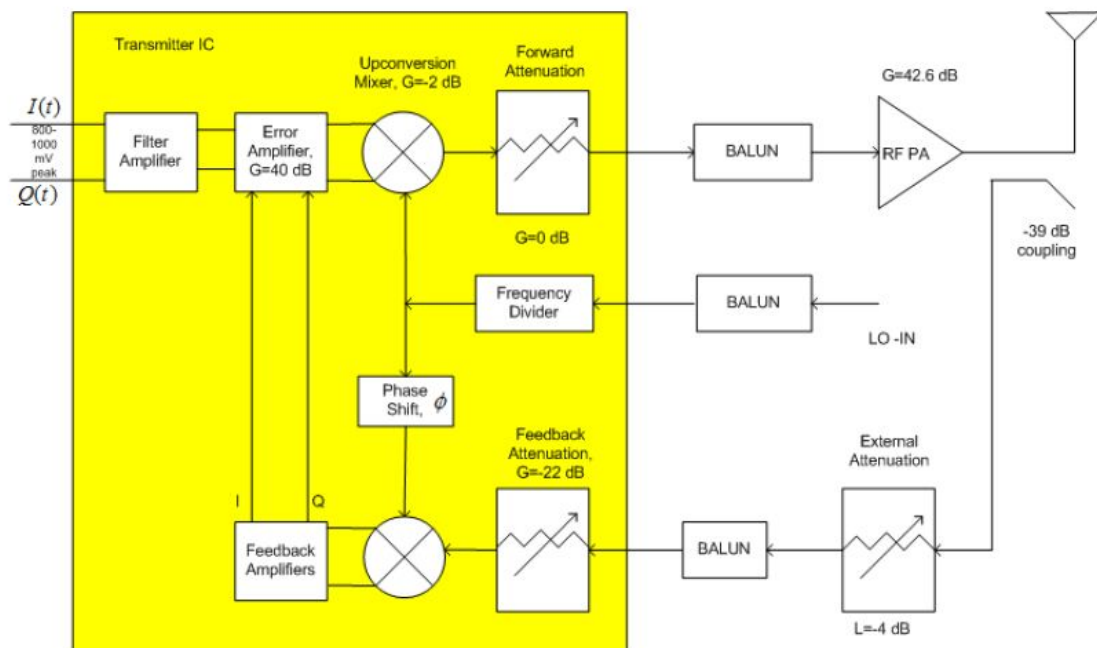 Transmitter IC
Upconversion
Mixer, G=-2 dB
Forward
Attenuation
G=42.6 dB
I(t)
800-
1000
mV
peak
Q(t)
Filter
Amplifier
Error
Amplifier,
G=40 dB
BALUN
RF PA
G=0 dB
-39 dB
coupling
Frequency
Divider
BALUN
LO -IN
Phase
Shift, ϕ
Feedback
Attenuation,
G=-22 dB
External
Attenuation
I
Q
Feedback
Amplifiers
BALUN
L=-4 dB